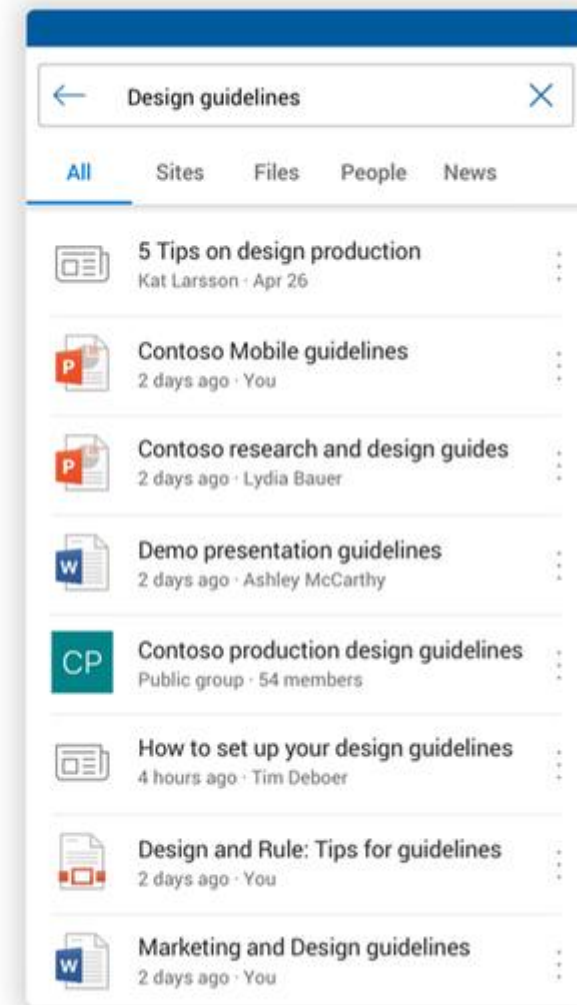 Design guidelines
All Sites Files People News
5 Tips on design production
Kat Larsson · Apr 26
P
Contoso Mobile guidelines
2 days ago · You
P
Contoso research and design guides
2 days ago · Lydia Bauer
W
Demo presentation guidelines
2 days ago · Ashley McCarthy
CP
Contoso production design guidelines
Public group · 54 members
How to set up your design guidelines
4 hours ago · Tim Deboer
Design and Rule: Tips for guidelines
2 days ago · You
W
Marketing and Design guidelines
2 days ago · You